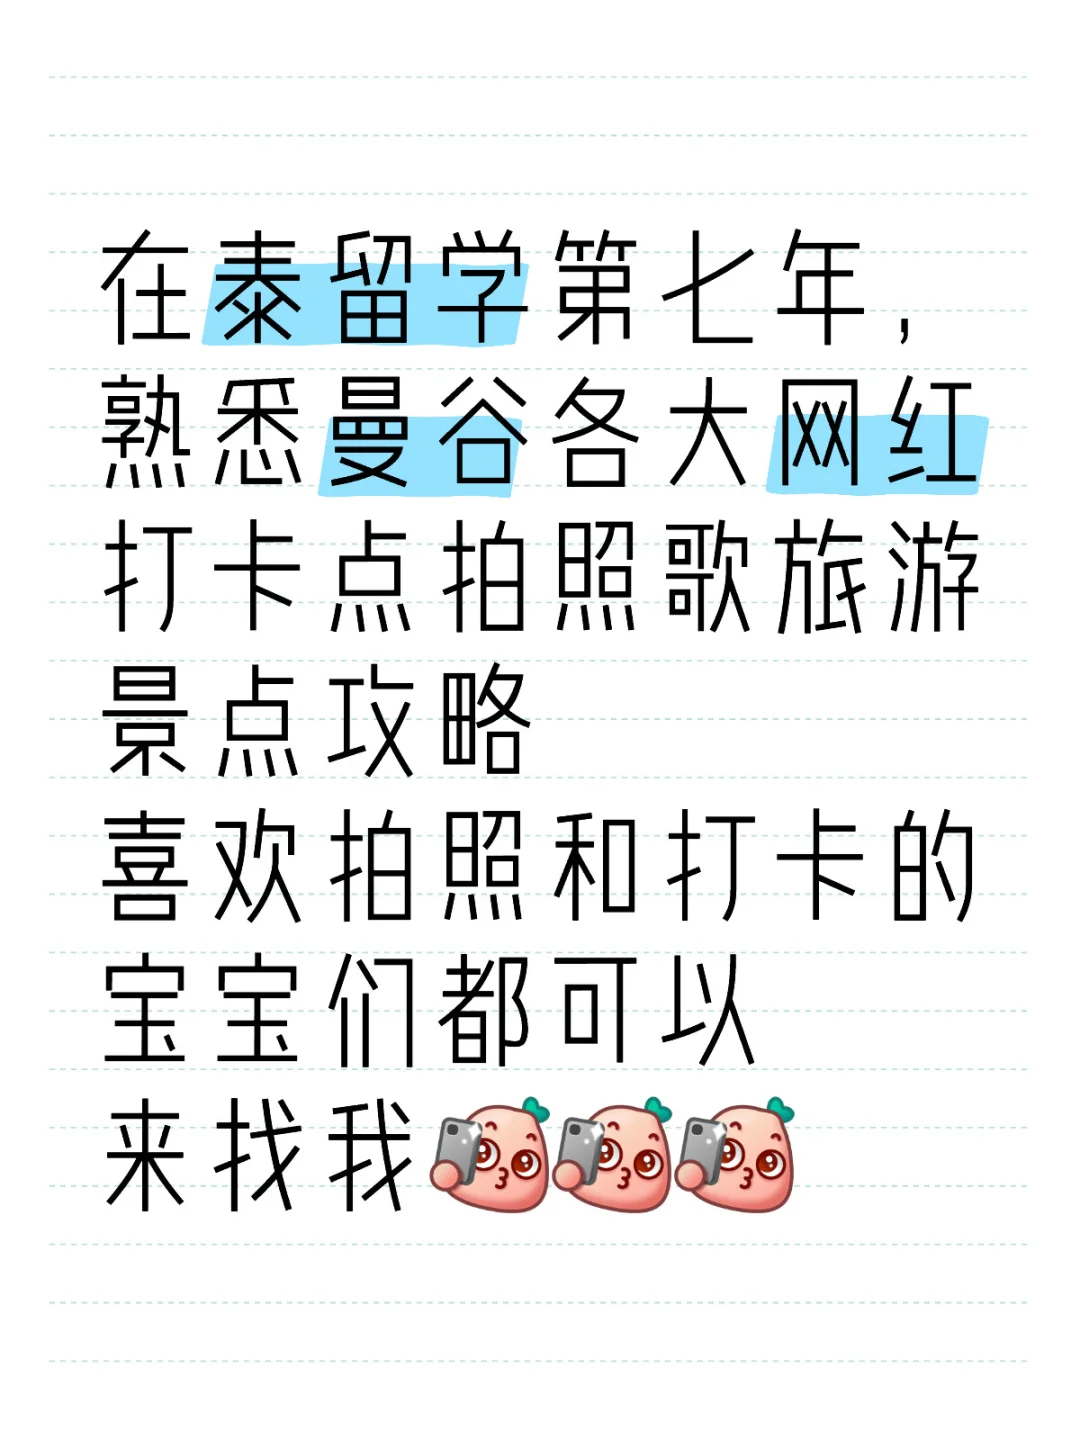 在泰留学第七年，
熟悉曼谷各大网红
打卡点拍照歌旅游
景点攻略
喜欢拍照和打卡的
宝宝们都可以
来找我